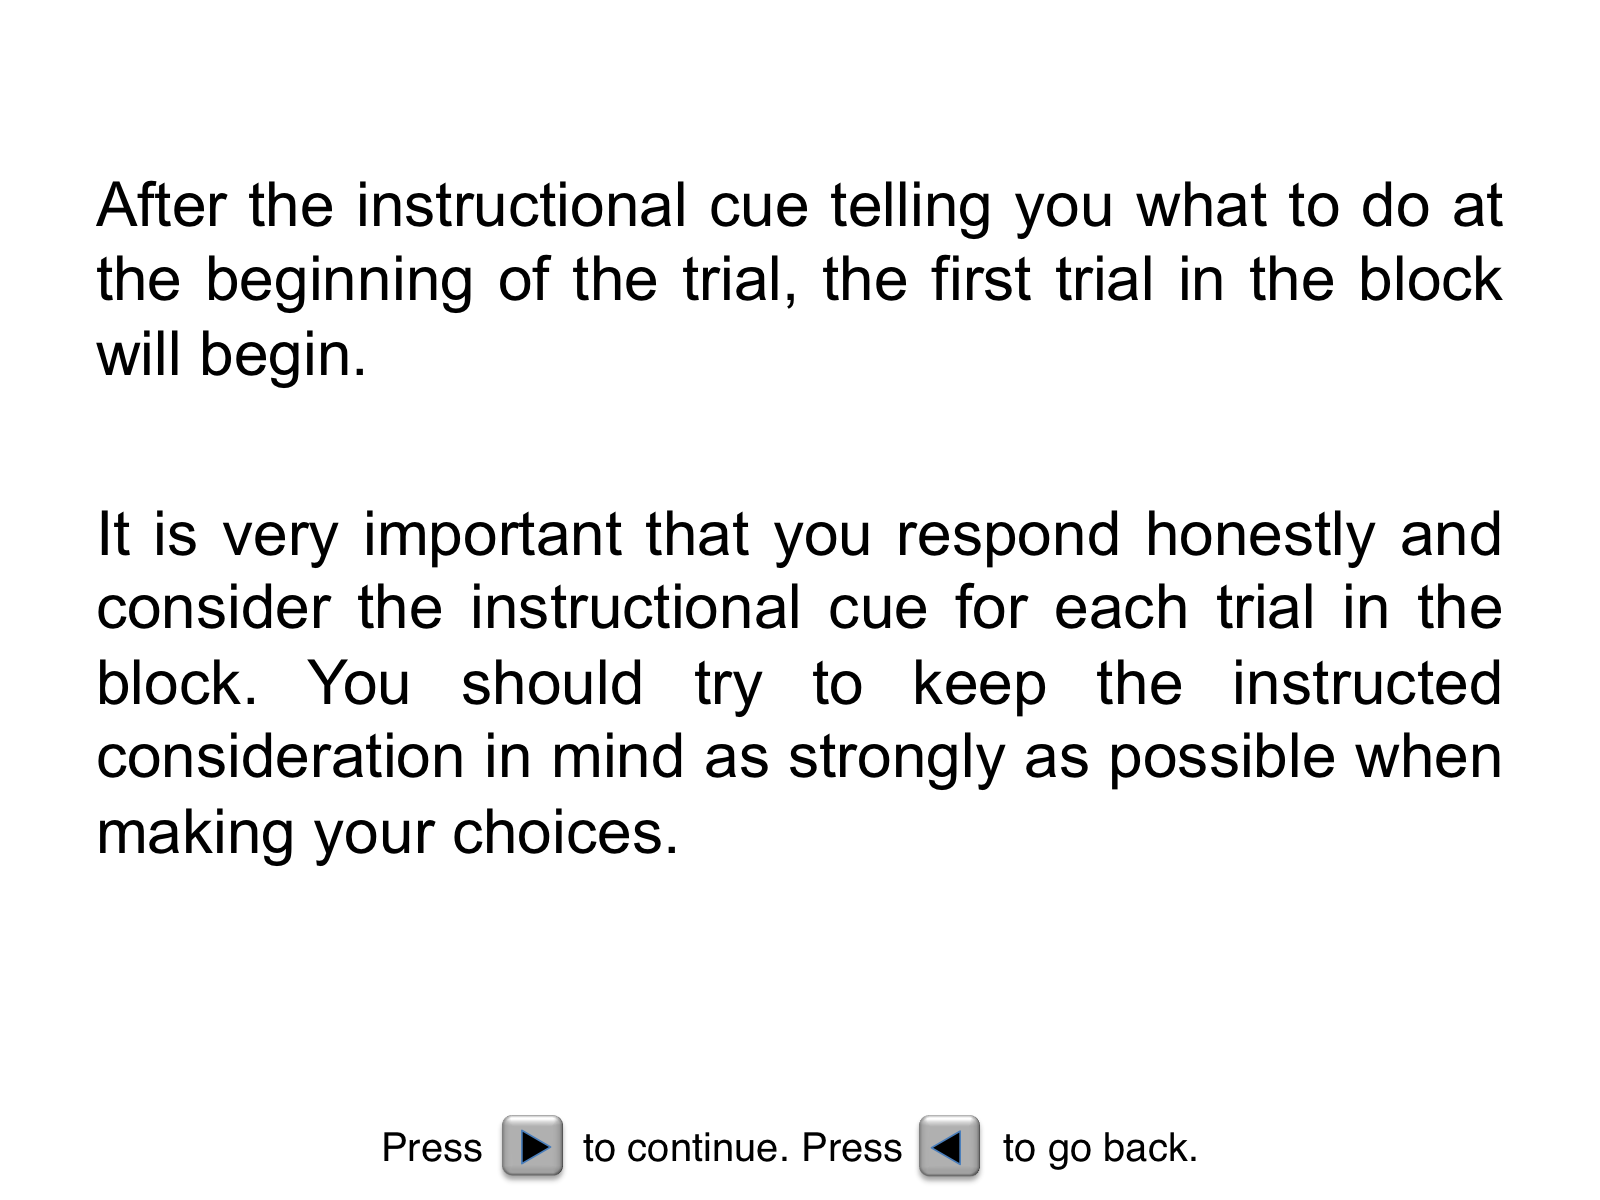 After the instructional cue telling you what to do at
the beginning of the trial, the first trial in the block
will begin.
It is very important that you respond honestly and
consider the instructional cue for each trial in the
block. You should try to keep the instructed
consideration in mind as strongly as possible when
making your choices.
Press to continue. Press to go back.